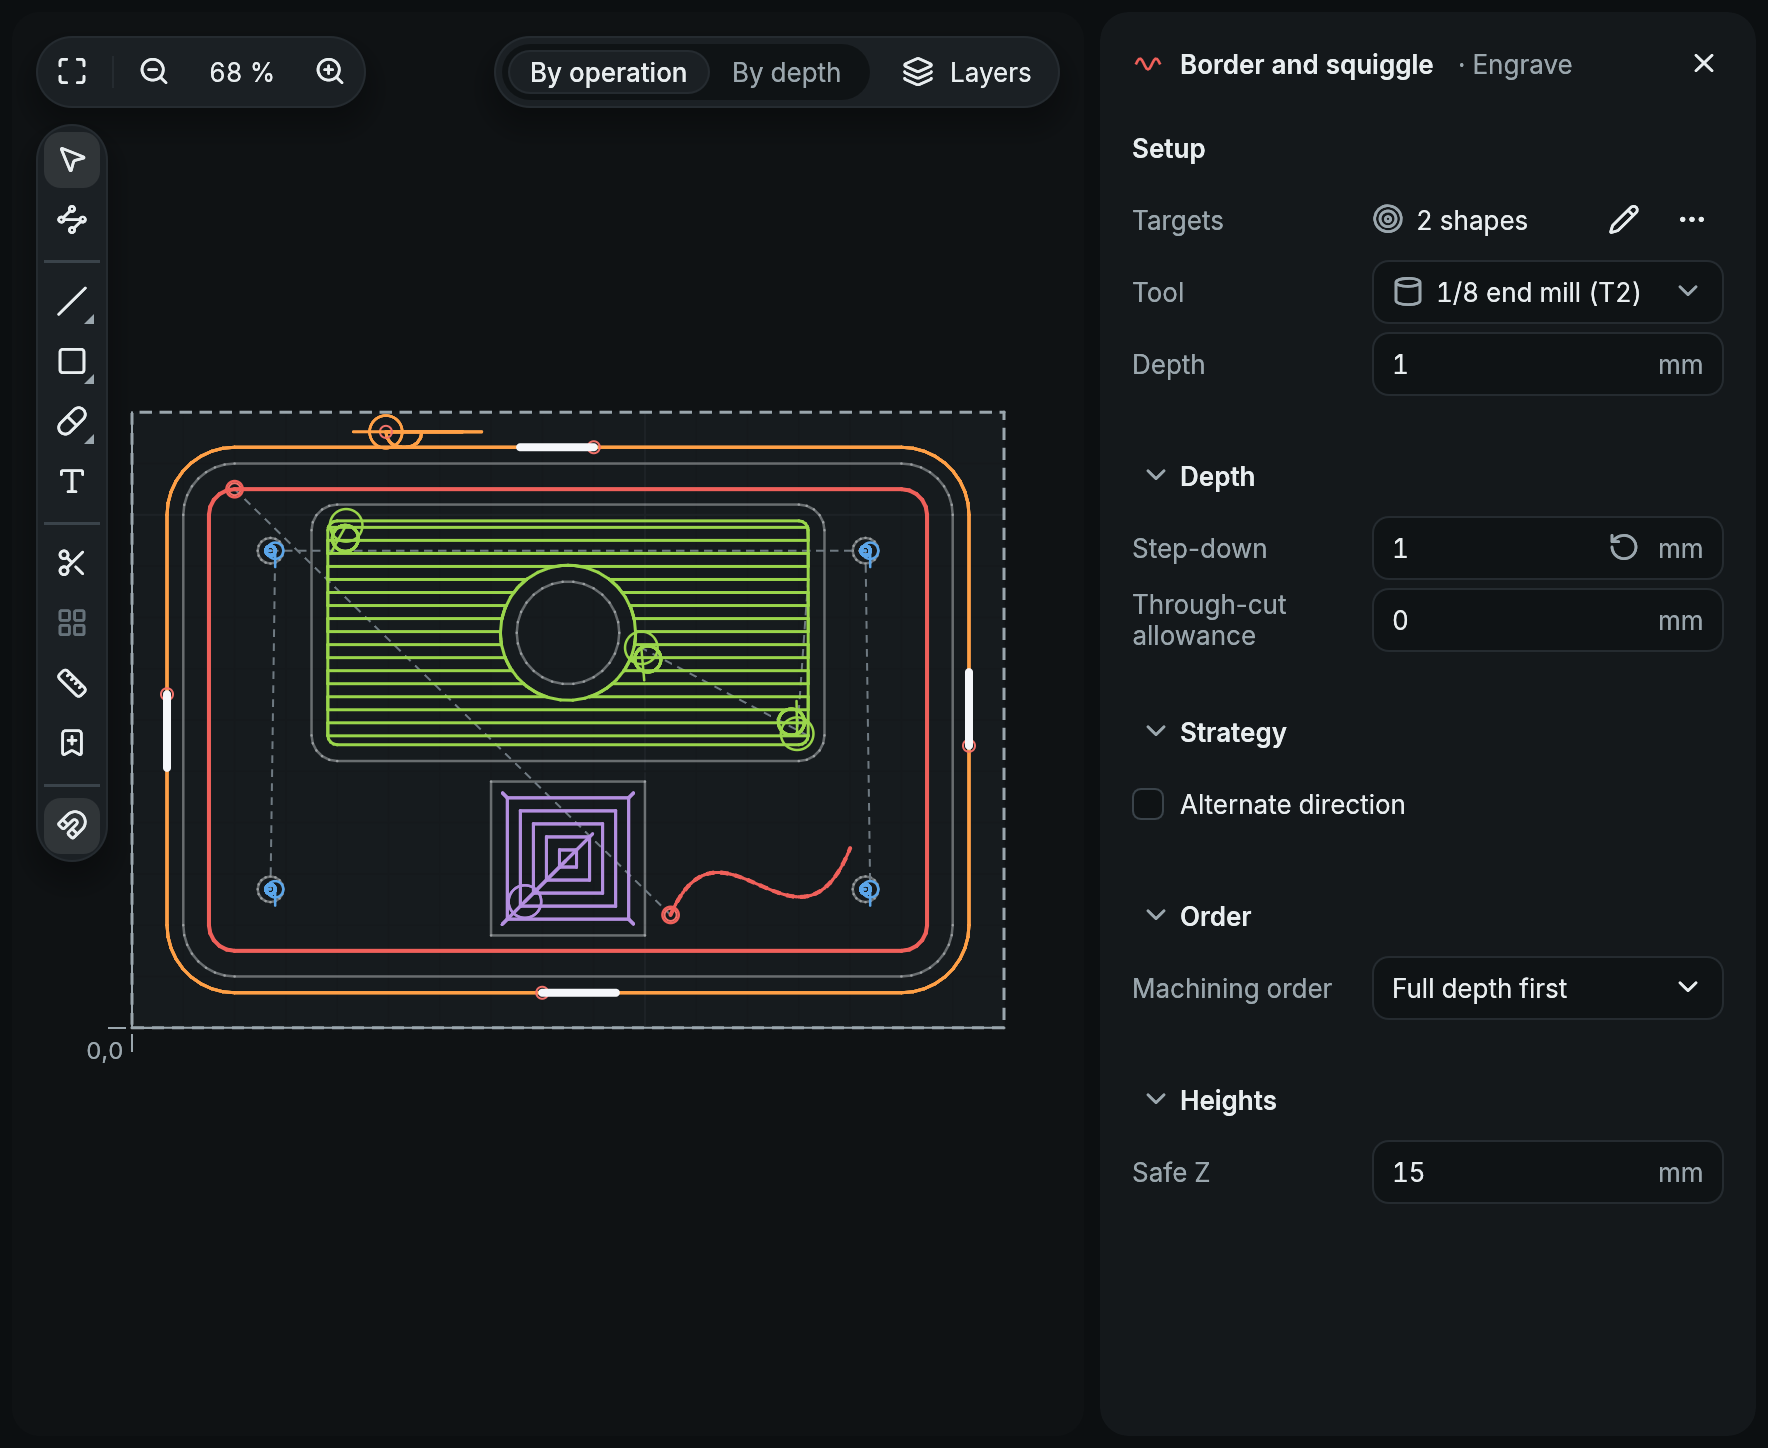 68 %
By operation
By depth
Layers
0,0
Border and squiggle · Engrave
Setup
Targets
2 shapes
Tool
1/8 end mill (T2)
Depth
1 mm
Depth
Step-down
1 mm
Through-cut
allowance
0 mm
Strategy
Alternate direction
Order
Machining order
Full depth first
Heights
Safe Z
15 mm